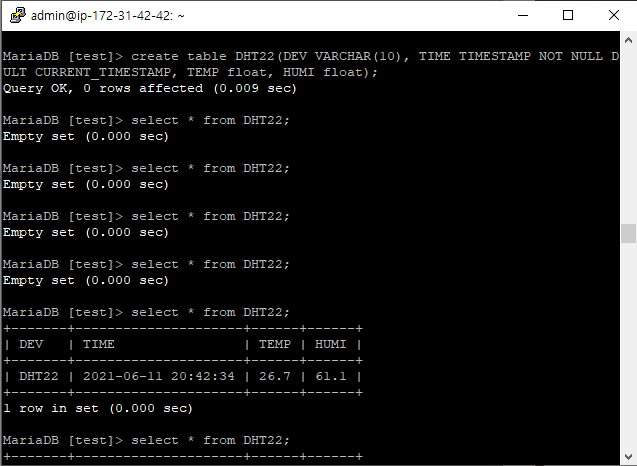 admin@ip-172-31-42-42: ~
MariaDB [test]> create table DHT22(DEV VARCHAR(10), TIME TIMESTAMP NOT NULL D
ULT CURRENT_TIMESTAMP, TEMP float, HUMI float);
Query OK, 0 rows affected (0.009 sec)
MariaDB [test]> select * from DHT22;
Empty set (0.000 sec)
MariaDB [test]> select * from DHT22;
Empty set (0.000 sec)
MariaDB [test]> select * from DHT22;
Empty set (0.000 sec)
MariaDB [test]> select * from DHT22;
Empty set (0.000 sec)
MariaDB [test]> select * from DHT22;
+-------+---------------------+------+------+
| DEV   | TIME                | TEMP | HUMI |
+-------+---------------------+------+------+
| DHT22 | 2021-06-11 20:42:34 | 26.7 | 61.1 |
+-------+---------------------+------+------+
1 row in set (0.000 sec)
MariaDB [test]> select * from DHT22;
+-------+---------------------+------+------+